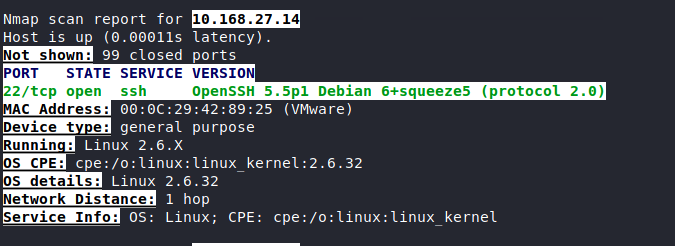 Nmap scan report for 10.168.27.14
Host is up (0.00011s latency).
Not shown: 99 closed ports
PORT   STATE SERVICE VERSION
22/tcp open  ssh     OpenSSH 5.5p1 Debian 6+squeeze5 (protocol 2.0)
MAC Address: 00:0C:29:42:89:25 (VMware)
Device type: general purpose
Running: Linux 2.6.X
OS CPE: cpe:/o:linux:linux_kernel:2.6.32
OS details: Linux 2.6.32
Network Distance: 1 hop
Service Info: OS: Linux; CPE: cpe:/o:linux:linux_kernel